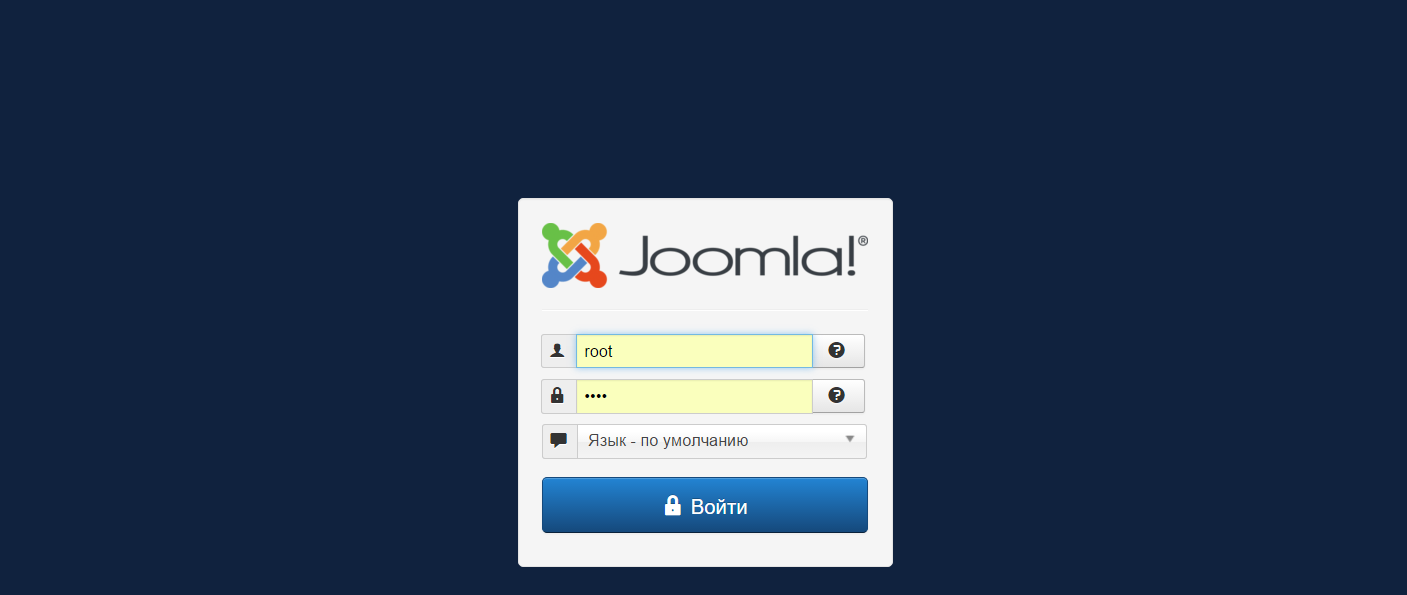 Joomla!®
root
••••
Язык - по умолчанию
Войти